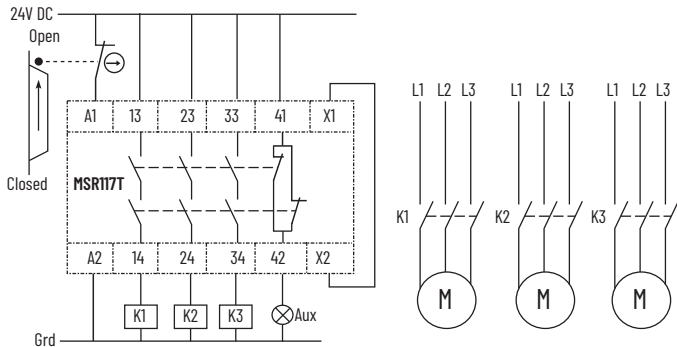 24V DC
Open
L1 L2 L3 L1 L2 L3 L1 L2 L3
A1 13 23 33 41 X1
Closed
MSR117T
K1 K2 K3
A2 14 24 34 42 X2
M M M
K1 K2 K3 Aux
Grd